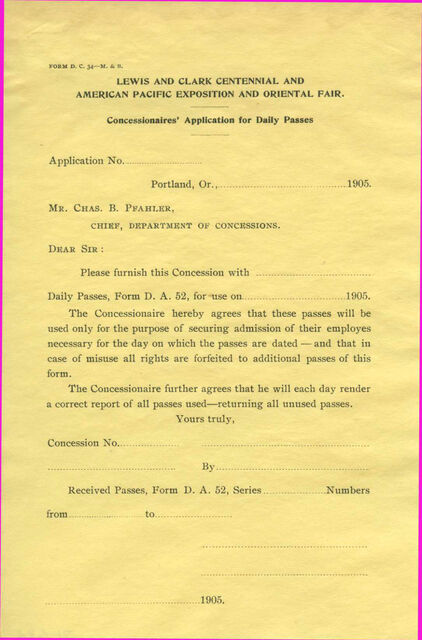 FORM D. C. 34—M. & B.
LEWIS AND CLARK CENTENNIAL AND
AMERICAN PACIFIC EXPOSITION AND ORIENTAL FAIR.
Concessionaires' Application for Daily Passes
Application No.
Portland, Or., 1905.
MR. CHAS. B. PFAHLER,
CHIEF, DEPARTMENT OF CONCESSIONS.
DEAR SIR :
Please furnish this Concession with
Daily Passes, Form D. A. 52, for use on 1905.
The Concessionaire hereby agrees that these passes will be
used only for the purpose of securing admission of their employes
necessary for the day on which the passes are dated — and that in
case of misuse all rights are forfeited to additional passes of this
form.
The Concessionaire further agrees that he will each day render
a correct report of all passes used—returning all unused passes.
Yours truly,
Concession No.
By
Received Passes, Form D. A. 52, Series Numbers
from to
1905.